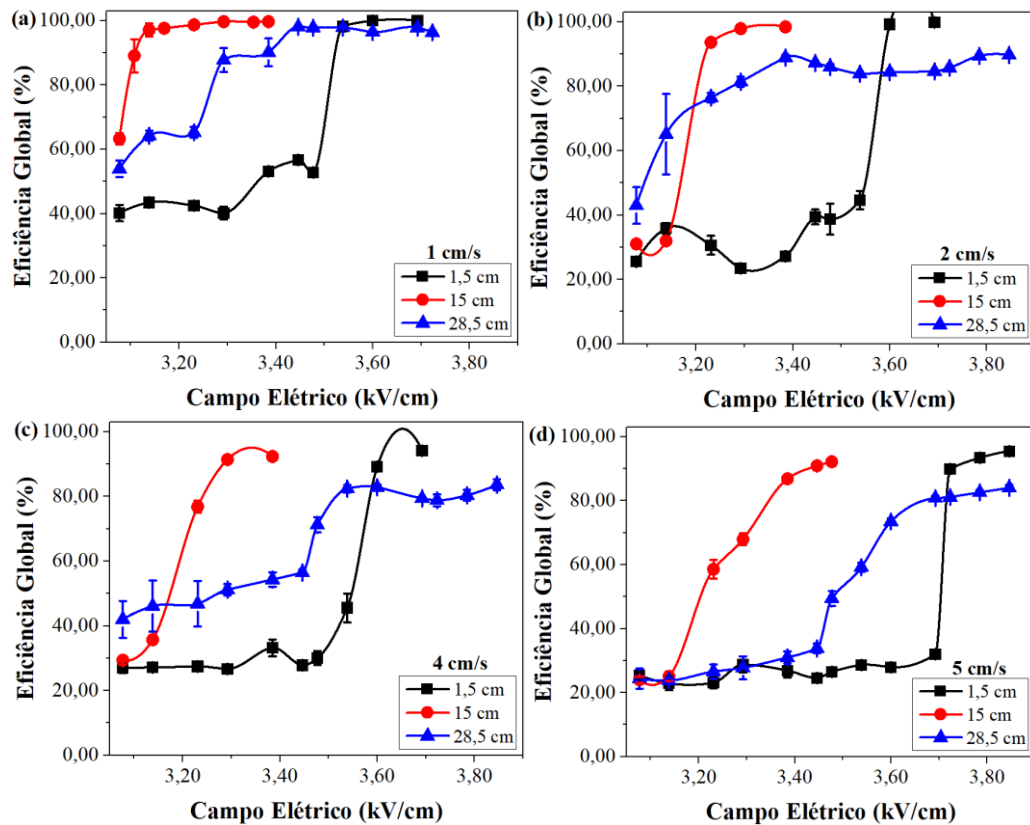 (a)
Eficiência Global (%)
100,00
80,00
60,00
40,00
20,00
0,00
1 cm/s
1,5 cm
15 cm
28,5 cm
3,20 3,40 3,60 3,80
Campo Elétrico (kV/cm)
(b)
Eficiência Global (%)
100,00
80,00
60,00
40,00
20,00
0,00
2 cm/s
1,5 cm
15 cm
28,5 cm
3,20 3,40 3,60 3,80
Campo Elétrico (kV/cm)
(c)
Eficiência Global (%)
100,00
80,00
60,00
40,00
20,00
0,00
4 cm/s
1,5 cm
15 cm
28,5 cm
3,20 3,40 3,60 3,80
Campo Elétrico (kV/cm)
(d)
Eficiência Global (%)
100,00
80,00
60,00
40,00
20,00
0,00
5 cm/s
1,5 cm
15 cm
28,5 cm
3,20 3,40 3,60 3,80
Campo Elétrico (kV/cm)